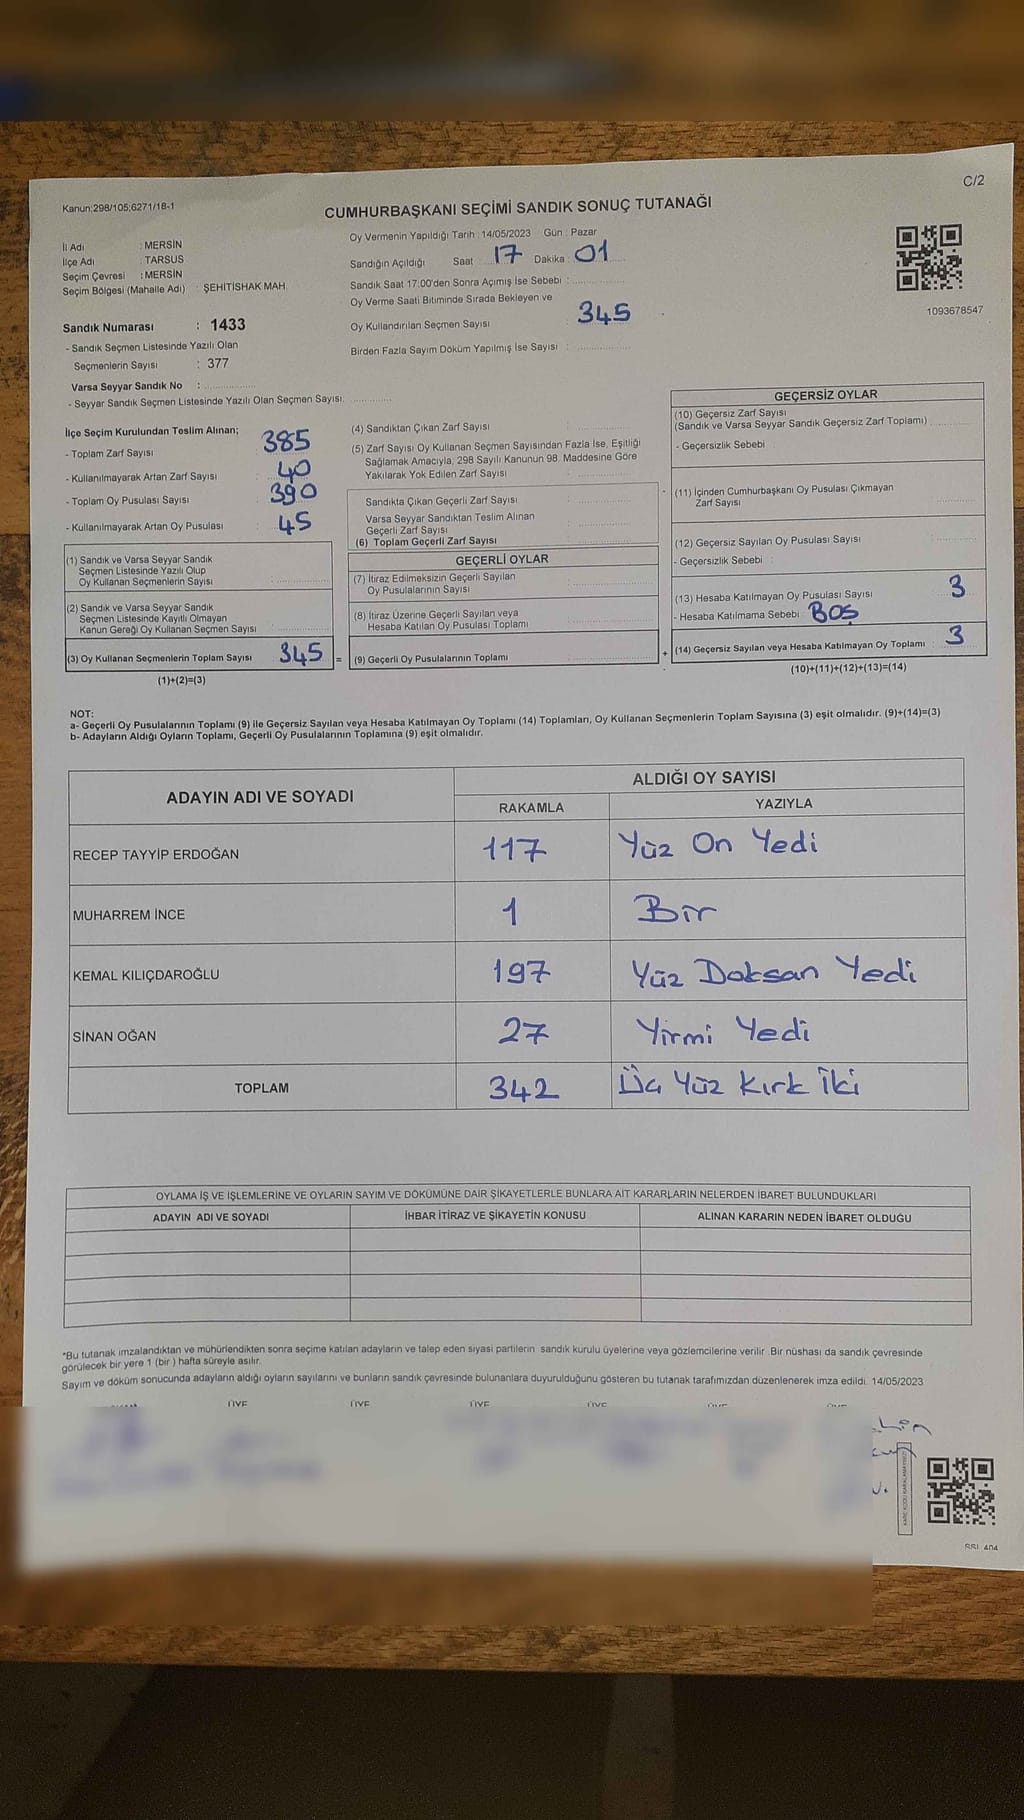 C/2
Kanun:298/105;6271/18-1
CUMHURBAŞKANI SEÇİMİ SANDIK SONUÇ TUTANAĞI
İl Adı : MERSİN
İlçe Adı : TARSUS
Seçim Çevresi : MERSİN
Seçim Bölgesi (Mahalle Adı) : ŞEHİTİSHAK MAH.
Sandık Numarası : 1433
- Sandık Seçmen Listesinde Yazılı Olan
Seçmenlerin Sayısı : 377
Varsa Seyyar Sandık No : ................
- Seyyar Sandık Seçmen Listesinde Yazılı Olan Seçmen Sayısı: ............
Oy Vermenin Yapıldığı Tarih : 14/05/2023 Gün : Pazar
Sandığın Açıldığı Saat 17 Dakika : 01
Sandık Saat 17:00'den Sonra Açımış İse Sebebi : ................
Oy Verme Saati Bitiminde Sırada Bekleyen ve
Oy Kullandırılan Seçmen Sayısı : 345
Birden Fazla Sayım Döküm Yapılmış İse Sayısı : ................
1093678547
İlçe Seçim Kurulundan Teslim Alınan;
- Toplam Zarf Sayısı : 385
- Kullanılmayarak Artan Zarf Sayısı : 40
- Toplam Oy Pusulası Sayısı : 390
- Kullanılmayarak Artan Oy Pusulası : 45
(1) Sandık ve Varsa Seyyar Sandık
Seçmen Listesinde Yazılı Olup
Oy Kullanan Seçmenlerin Sayısı : ................
(2) Sandık ve Varsa Seyyar Sandık
Seçmen Listesinde Kayıtlı Olmayan
Kanun Gereği Oy Kullanan Seçmen Sayısı : ................
(3) Oy Kullanan Seçmenlerin Toplam Sayısı 345
(1)+(2)=(3)
(4) Sandıktan Çıkan Zarf Sayısı : ................
(5) Zarf Sayısı Oy Kullanan Seçmen Sayısından Fazla İse, Eşitliği
Sağlamak Amacıyla; 298 Sayılı Kanunun 98. Maddesine Göre
Yakılarak Yok Edilen Zarf Sayısı : ................
Sandıkta Çıkan Geçerli Zarf Sayısı : ................
Varsa Seyyar Sandıktan Teslim Alınan
Geçerli Zarf Sayısı : ................
(6) Toplam Geçerli Zarf Sayısı
GEÇERLİ OYLAR
(7) İtiraz Edilmeksizin Geçerli Sayılan
Oy Pusulalarının Sayısı : ................
(8) İtiraz Üzerine Geçerli Sayılan veya
Hesaba Katılan Oy Pusulası Toplamı : ................
= (9) Geçerli Oy Pusulalarının Toplamı ................ +
GEÇERSİZ OYLAR
(10) Geçersiz Zarf Sayısı
(Sandık ve Varsa Seyyar Sandık Geçersiz Zarf Toplamı) ............
- Geçersizlik Sebebi
(11) İçinden Cumhurbaşkanı Oy Pusulası Çıkmayan
Zarf Sayısı ............
(12) Geçersiz Sayılan Oy Pusulası Sayısı ............
- Geçersizlik Sebebi :
(13) Hesaba Katılmayan Oy Pusulası Sayısı 3
- Hesaba Katılmama Sebebi : BOŞ
(14) Geçersiz Sayılan veya Hesaba Katılmayan Oy Toplamı : 3
(10)+(11)+(12)+(13)=(14)
NOT:
a- Geçerli Oy Pusulalarının Toplamı (9) ile Geçersiz Sayılan veya Hesaba Katılmayan Oy Toplamı (14) Toplamları, Oy Kullanan Seçmenlerin Toplam Sayısına (3) eşit olmalıdır. (9)+(14)=(3)
b- Adayların Aldığı Oyların Toplamı, Geçerli Oy Pusulalarının Toplamına (9) eşit olmalıdır.
ADAYIN ADI VE SOYADI ALDIĞI OY SAYISI
RAKAMLA YAZIYLA
RECEP TAYYİP ERDOĞAN 117 Yüz On Yedi
MUHARREM İNCE 1 Bir
KEMAL KILIÇDAROĞLU 197 Yüz Doksan Yedi
SİNAN OĞAN 27 Yirmi Yedi
TOPLAM 342 Üç Yüz Kırk İki
OYLAMA İŞ VE İŞLEMLERİNE VE OYLARIN SAYIM VE DÖKÜMÜNE DAİR ŞİKAYETLERLE BUNLARA AİT KARARLARIN NELERDEN İBARET BULUNDUKLARI
ADAYIN ADI VE SOYADI İHBAR İTİRAZ VE ŞİKAYETİN KONUSU ALINAN KARARIN NEDEN İBARET OLDUĞU
*Bu tutanak imzalandıktan ve mühürlendikten sonra seçime katılan adayların ve talep eden siyasi partilerin sandık kurulu üyelerine veya gözlemcilerine verilir. Bir nüshası da sandık çevresinde
görülecek bir yere 1 (bir ) hafta süreyle asılır.
Sayım ve döküm sonucunda adayların aldığı oyların sayılarını ve bunların sandık çevresinde bulunanlara duyurulduğunu gösteren bu tutanak tarafımızdan düzenlenerek imza edildi. 14/05/2023
ÜYE ÜYE ÜYE ÜYE